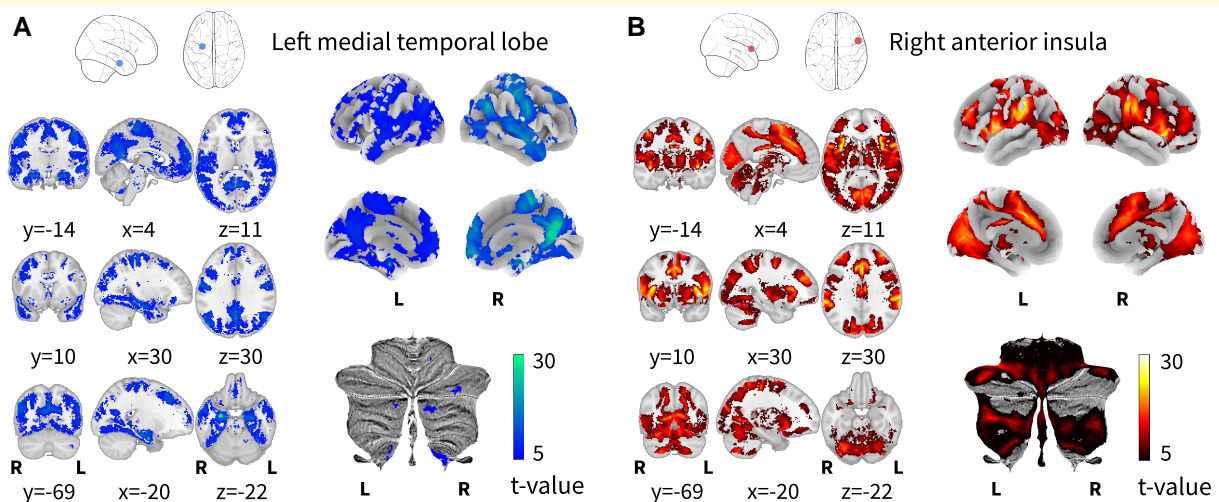 A
Left medial temporal lobe
y=-14 x=4 z=11
y=10 x=30 z=30
R L R L
y=-69 x=-20 z=-22
L R
30
5
t-value
L R
B
Right anterior insula
y=-14 x=4 z=11
y=10 x=30 z=30
R L R L
y=-69 x=-20 z=-22
L R
30
5
t-value
L R